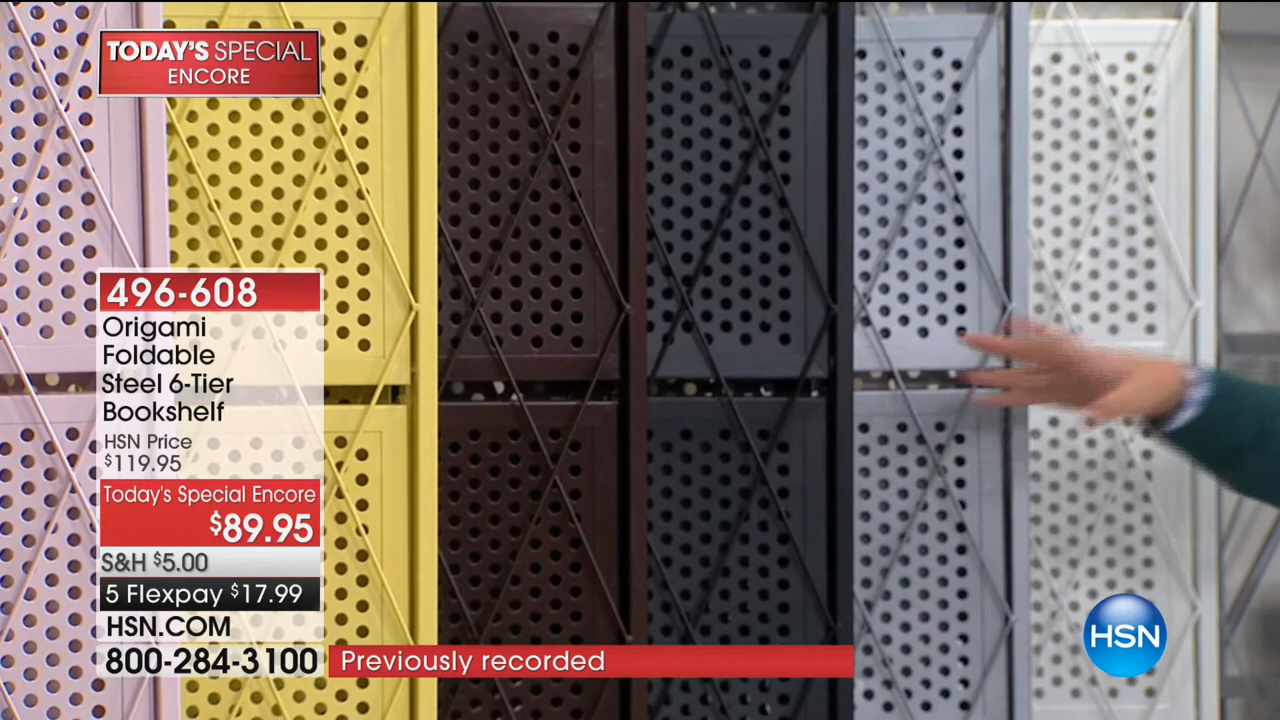 TODAY'S SPECIAL
ENCORE
496-608
Origami
Foldable
Steel 6-Tier
Bookshelf
HSN Price
$119.95
Today's Special Encore
$89.95
S&H $5.00
5 Flexpay $17.99
HSN.COM
800-284-3100
Previously recorded
HSN